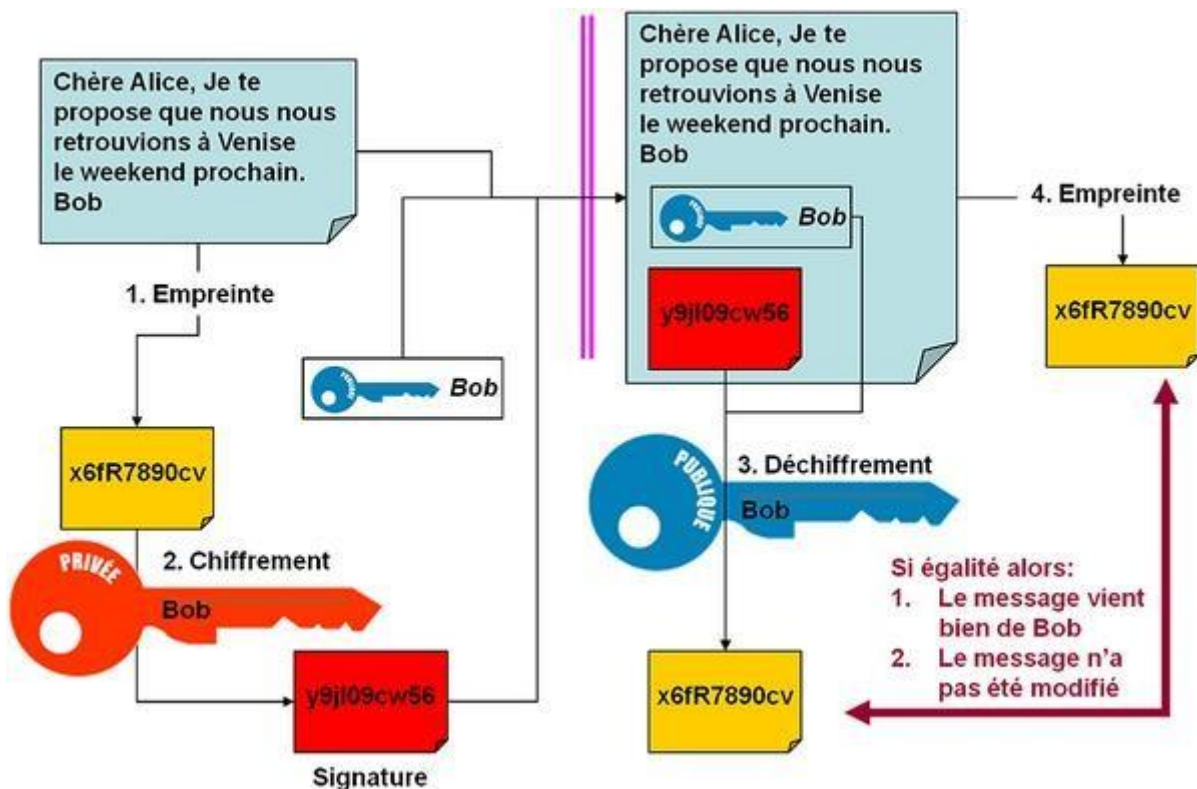 Chère Alice, Je te
propose que nous nous
retrouvions à Venise
le weekend prochain.
Bob
1. Empreinte
x6fR7890cv
PRIVÉE
2. Chiffrement
Bob
y9jl09cw56
Signature
PUBLIQUE
Bob
Chère Alice, Je te
propose que nous nous
retrouvions à Venise
le weekend prochain.
Bob
PUBLIQUE
Bob
y9jl09cw56
3. Déchiffrement
PUBLIQUE
Bob
x6fR7890cv
4. Empreinte
x6fR7890cv
Si égalité alors:
1. Le message vient
bien de Bob
2. Le message n'a
pas été modifié